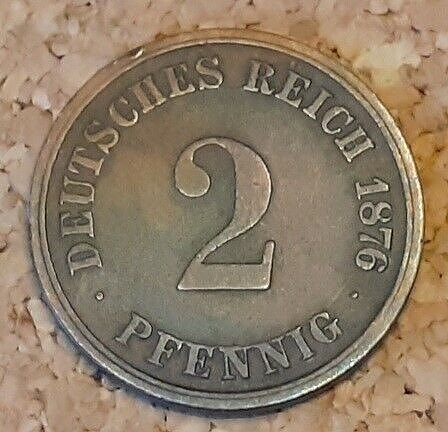 DEUTSCHES REICH 1876
2
· PFENNIG ·